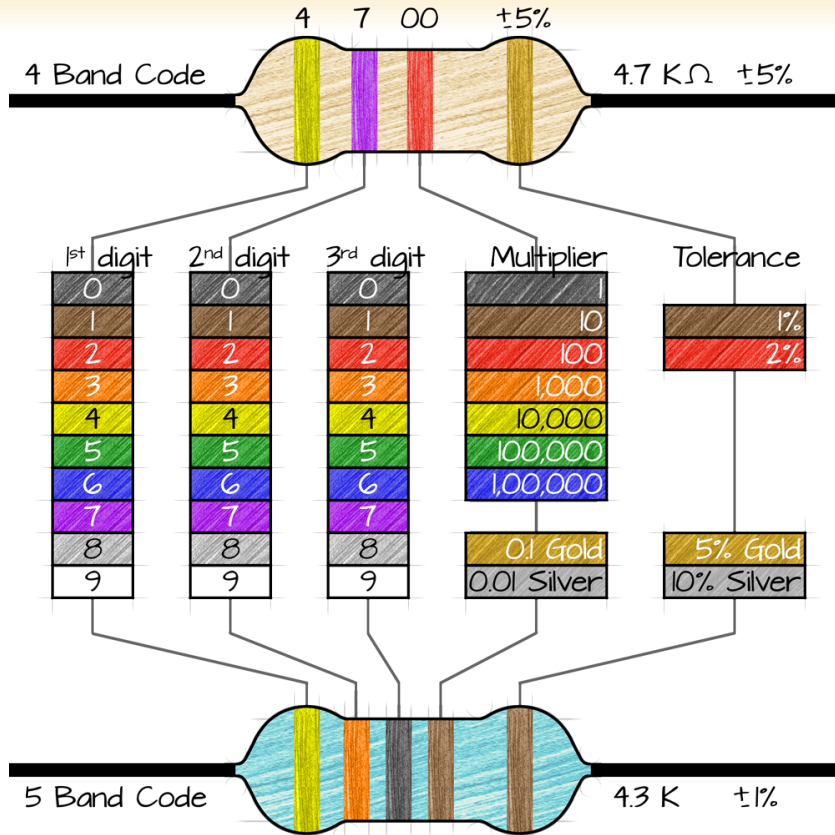 4 7 00 ±5%
4 Band Code 4.7 KΩ ±5%
1st digit 2nd digit 3rd digit Multiplier Tolerance
0 0 0 1
1 1 1 10 1%
2 2 2 100 2%
3 3 3 1,000
4 4 4 10,000
5 5 5 100,000
6 6 6 1,00,000
7 7 7
8 8 8 0.1 Gold 5% Gold
9 9 9 0.01 Silver 10% Silver
5 Band Code 4.3 K ±1%